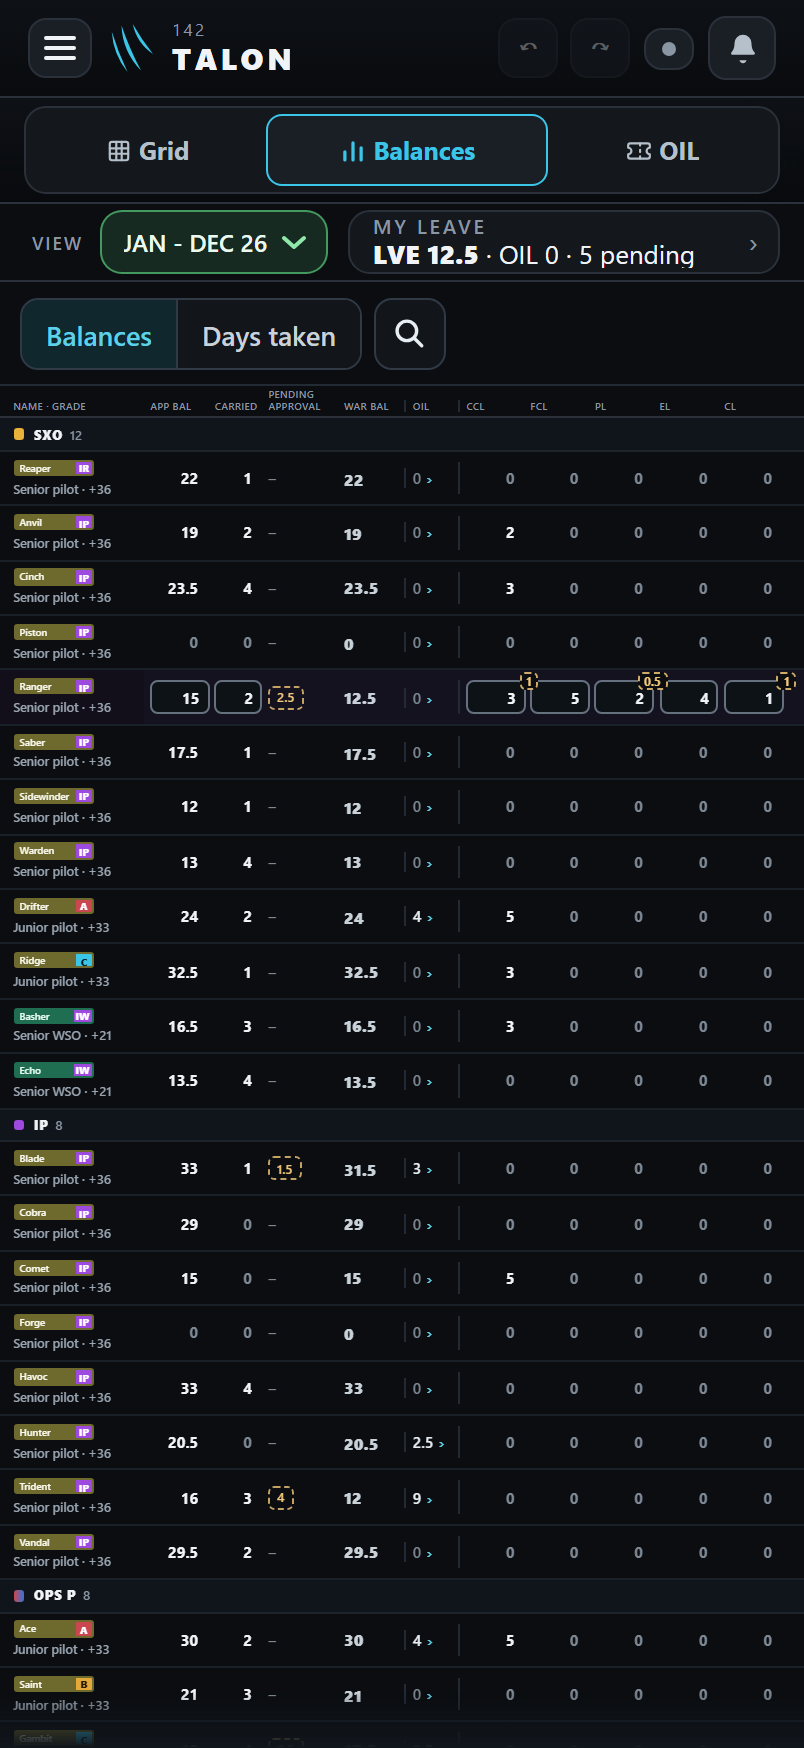 142
TALON
Grid
Balances
OIL
VIEW
JAN - DEC 26
MY LEAVE
LVE 12.5 · OIL 0 · 5 pending ›
Balances
Days taken
NAME · GRADE APP BAL CARRIED PENDING APPROVAL WAR BAL OIL CCL FCL PL EL CL
SXO 12
Reaper IR
Senior pilot · +36 22 1 – 22 0 › 0 0 0 0 0
Anvil IP
Senior pilot · +36 19 2 – 19 0 › 2 0 0 0 0
Cinch IP
Senior pilot · +36 23.5 4 – 23.5 0 › 3 0 0 0 0
Piston IP
Senior pilot · +36 0 0 – 0 0 › 0 0 0 0 0
Ranger IP
Senior pilot · +36 15 2 2.5 12.5 0 › 3 1 5 2 0.5 4 1 1
Saber IP
Senior pilot · +36 17.5 1 – 17.5 0 › 0 0 0 0 0
Sidewinder IP
Senior pilot · +36 12 1 – 12 0 › 0 0 0 0 0
Warden IP
Senior pilot · +36 13 4 – 13 0 › 0 0 0 0 0
Drifter A
Junior pilot · +33 24 2 – 24 4 › 5 0 0 0 0
Ridge C
Junior pilot · +33 32.5 1 – 32.5 0 › 3 0 0 0 0
Basher IW
Senior WSO · +21 16.5 3 – 16.5 0 › 3 0 0 0 0
Echo IW
Senior WSO · +21 13.5 4 – 13.5 0 › 0 0 0 0 0
IP 8
Blade IP
Senior pilot · +36 33 1 1.5 31.5 3 › 0 0 0 0 0
Cobra IP
Senior pilot · +36 29 0 – 29 0 › 0 0 0 0 0
Comet IP
Senior pilot · +36 15 0 – 15 0 › 5 0 0 0 0
Forge IP
Senior pilot · +36 0 0 – 0 0 › 0 0 0 0 0
Havoc IP
Senior pilot · +36 33 4 – 33 0 › 0 0 0 0 0
Hunter IP
Senior pilot · +36 20.5 0 – 20.5 2.5 › 0 0 0 0 0
Trident IP
Senior pilot · +36 16 3 4 12 9 › 0 0 0 0 0
Vandal IP
Senior pilot · +36 29.5 2 – 29.5 0 › 0 0 0 0 0
OPS P 8
Ace A
Junior pilot · +33 30 2 – 30 4 › 5 0 0 0 0
Saint B
Junior pilot · +33 21 3 – 21 0 › 0 0 0 0 0
Gambit C